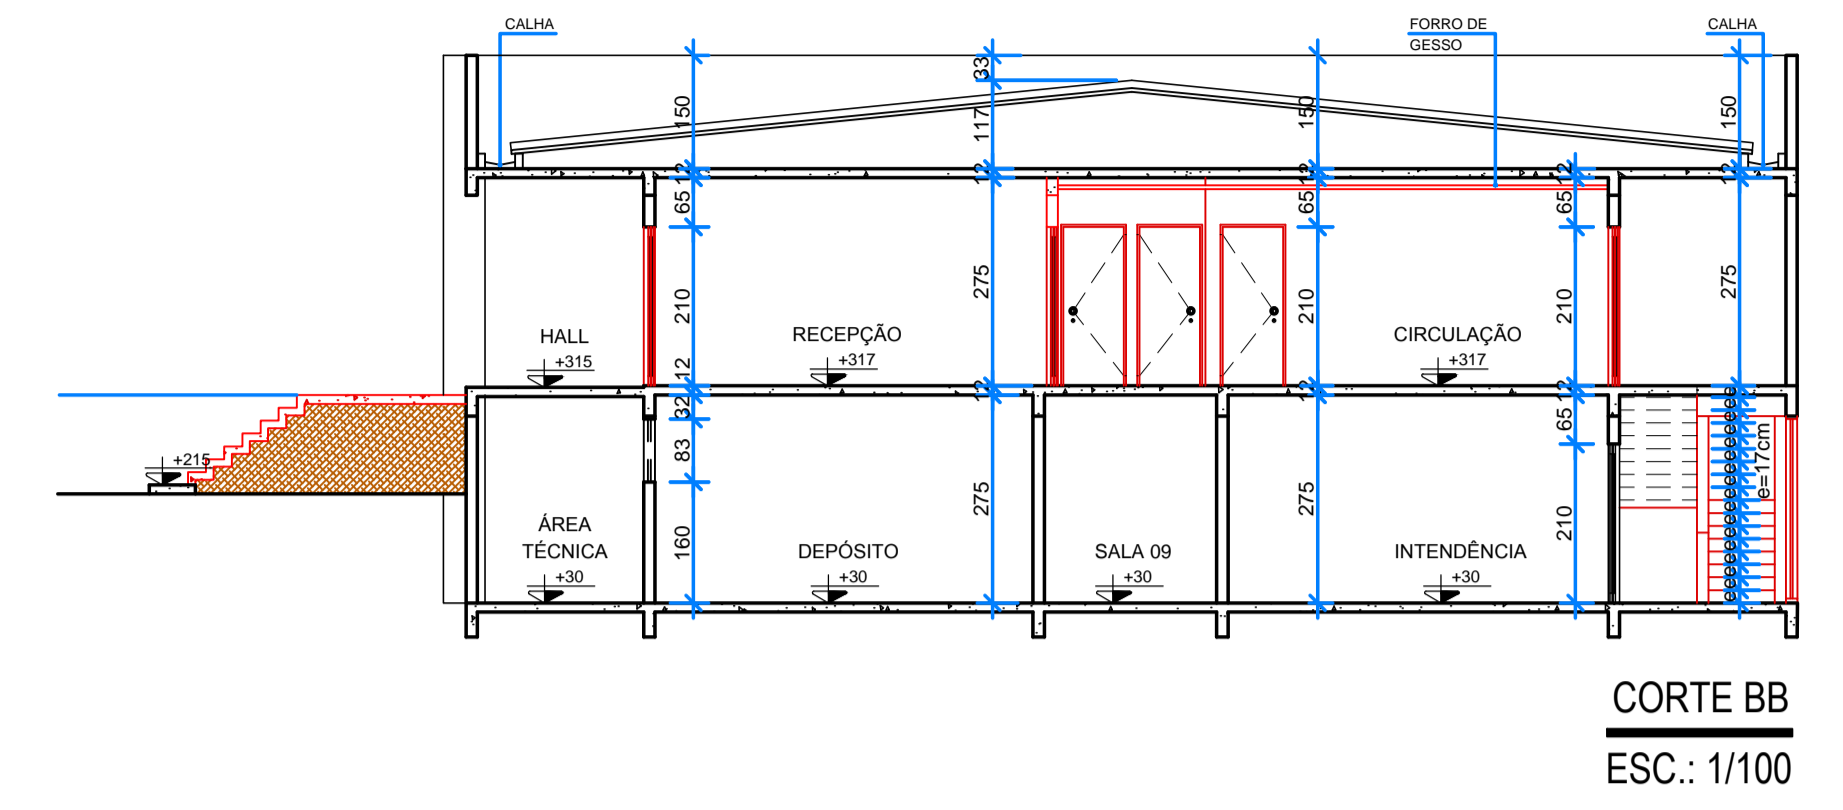 CALHA
FORRO DE
GESSO
CALHA
33
150
117
150
150
12
12
12
12
12
65
65
65
275
275
210
210
210
HALL
RECEPÇÃO
CIRCULAÇÃO
+315
+317
+317
12
12
12
12
32
65
83
+215
e=17cm
eeeeeeeeeeeeeeee
275
275
210
160
ÁREA
TÉCNICA
DEPÓSITO
SALA 09
INTENDÊNCIA
+30
+30
+30
+30
CORTE BB
ESC.: 1/100